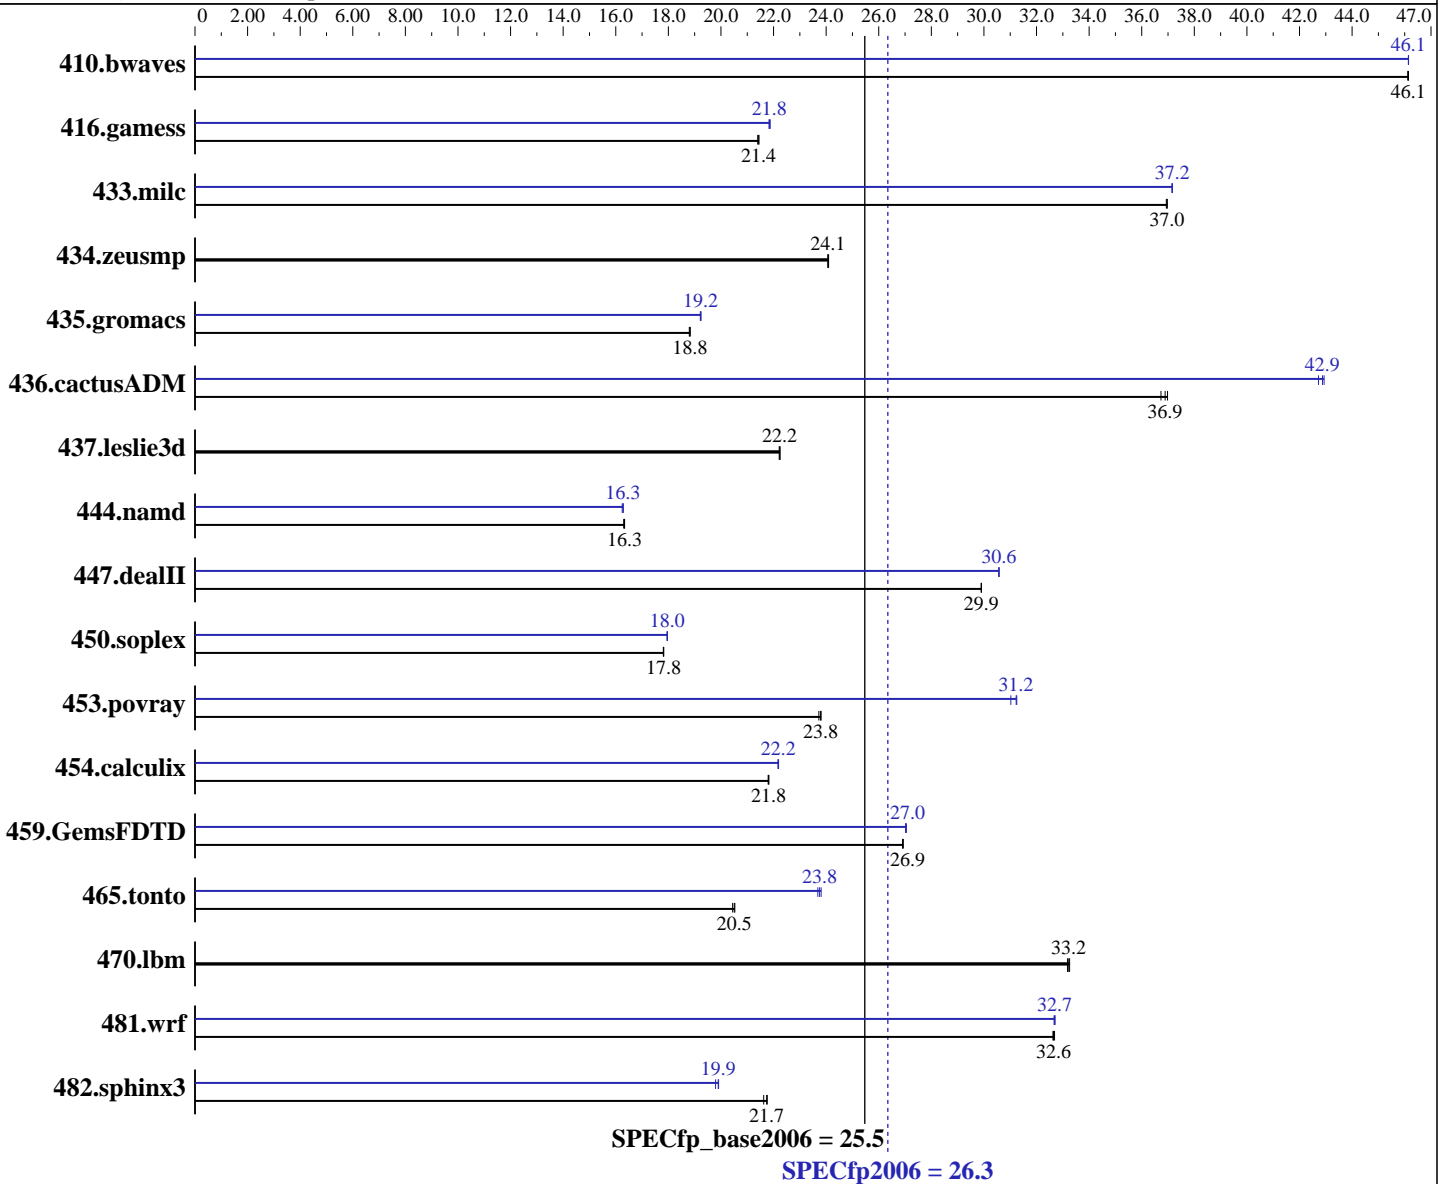 0 2.00 4.00 6.00 8.00 10.0 12.0 14.0 16.0 18.0 20.0 22.0 24.0 26.0 28.0 30.0 32.0 34.0 36.0 38.0 40.0 42.0 44.0 47.0
46.1
410.bwaves
46.1
21.8
416.gamess
21.4
37.2
433.milc
37.0
24.1
434.zeusmp
19.2
435.gromacs
18.8
42.9
436.cactusADM
36.9
22.2
437.leslie3d
16.3
444.namd
16.3
30.6
447.dealII
29.9
18.0
450.soplex
17.8
31.2
453.povray
23.8
22.2
454.calculix
21.8
27.0
459.GemsFDTD
26.9
23.8
465.tonto
20.5
33.2
470.lbm
32.7
481.wrf
32.6
19.9
482.sphinx3
21.7
SPECfp_base2006 = 25.5
SPECfp2006 = 26.3